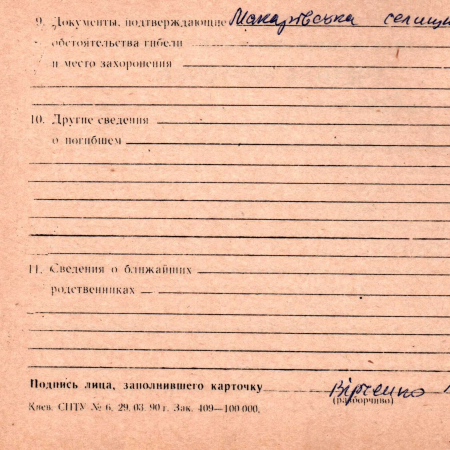 9. Документы, подтверждающие Макарівська селищн
обстоятельства гибели
и место захоронения
10. Другие сведения
о погибшем
11. Сведения о ближайших
родственниках
Подпись лица, заполнившего карточку Вірченко
(разборчиво)
Киев. СПТУ № 6. 29. 03. 90 г. Зак. 409—100.000.